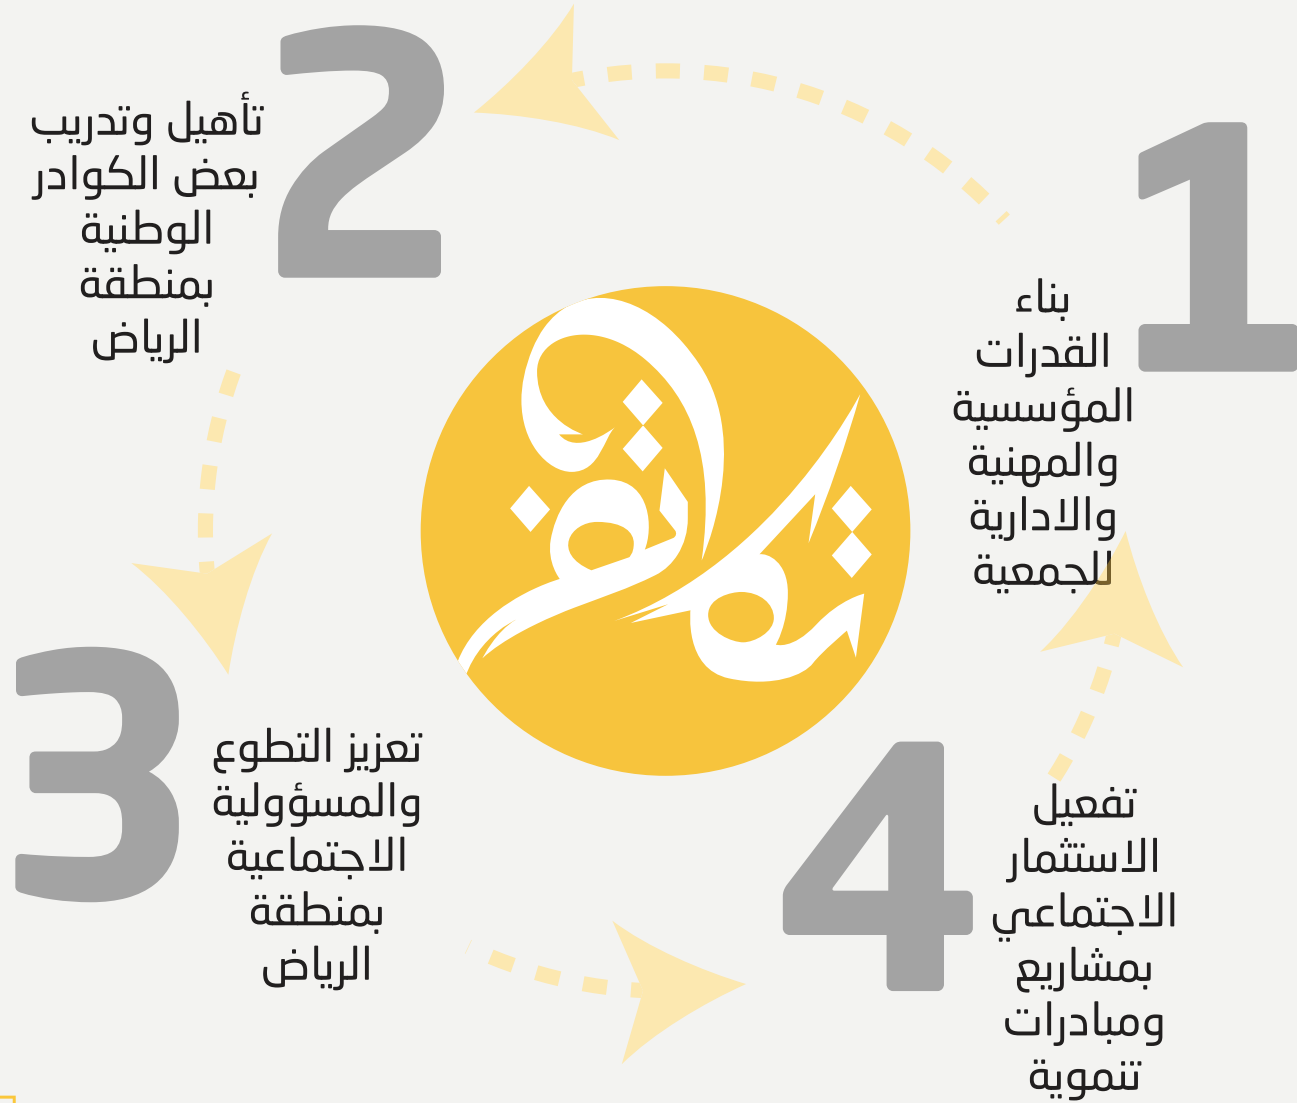 1
بناء
القدرات
المؤسسية
والمهنية
والادارية
للجمعية
2
تأهيل وتدريب
بعض الكوادر
الوطنية
بمنطقة
الرياض
3
تعزيز التطوع
والمسؤولية
الاجتماعية
بمنطقة
الرياض
4
تفعيل
الاستثمار
الاجتماعي
بمشاريع
ومبادرات
تنموية